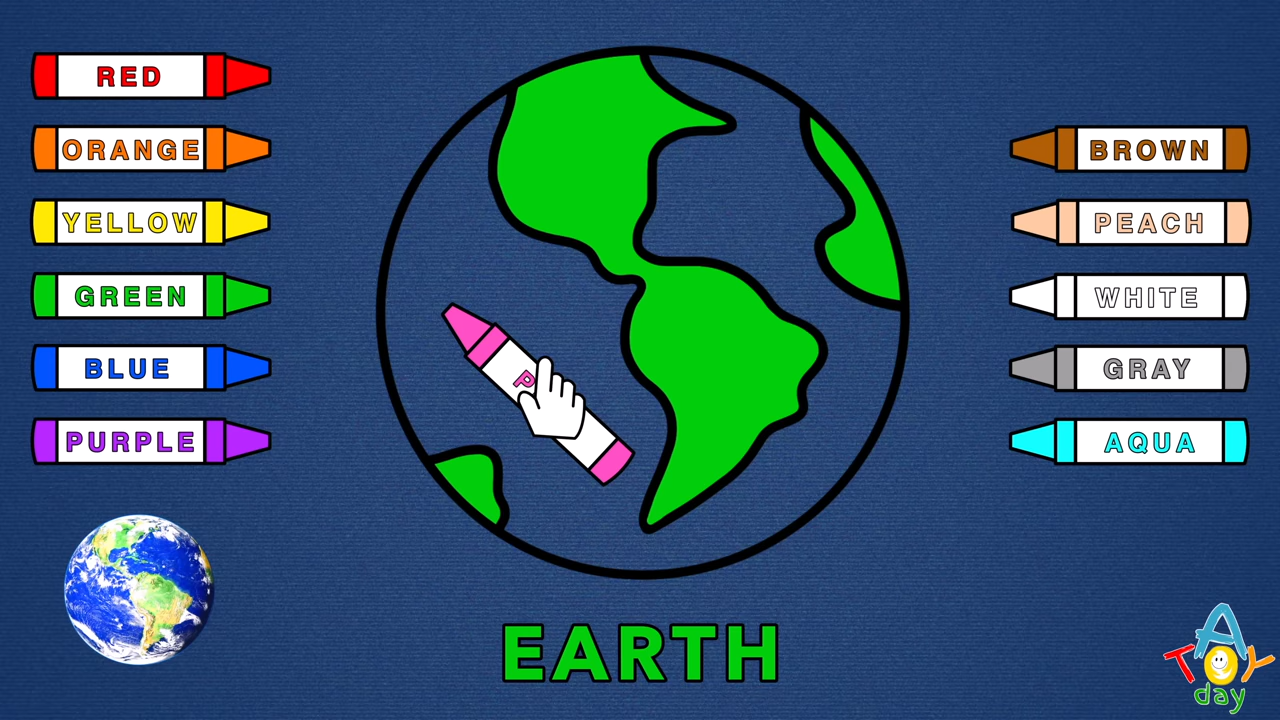 RED
ORANGE
YELLOW
GREEN
BLUE
PURPLE
P
BROWN
PEACH
WHITE
GRAY
AQUA
EARTH
A
TOY
day